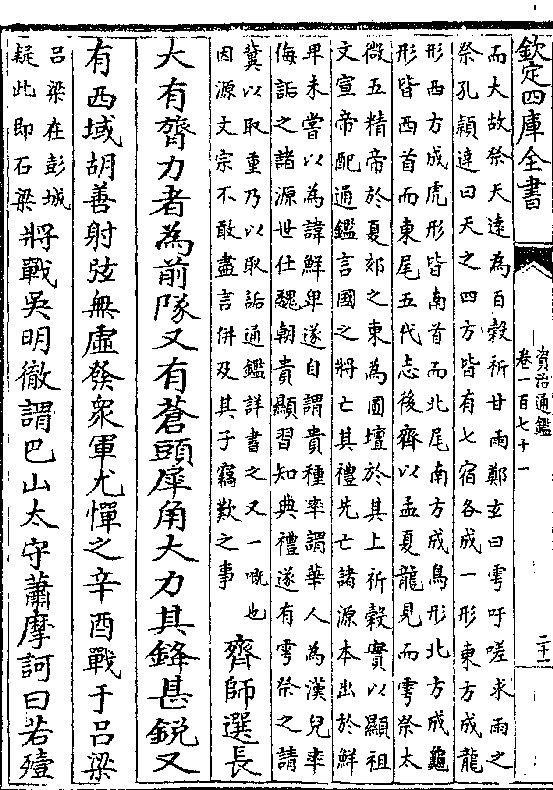 欽定四庫全書
資治通鑑
卷一百七十一
二十二
而大故祭天遠為百穀祈甘雨鄭玄曰雩吁嗟求雨之
祭孔穎達曰天之四方皆有七宿各成一形東方成龍
形西方成虎形皆南首而北尾南方成鳥形北方成龜
形皆西首而東尾五代志後齊以孟夏龍見而雩祭太
微五精帝於夏郊之東為圓壇於其上祈穀實以顯祖
文宣帝配通鑑言國之將亡其禮先亡諸源本出於鮮
卑未嘗以為諱鮮卑遂自謂貴種率謂華人為漢兒率
侮詬之諸源世仕魏朝貴顯習知典禮遂有雩祭之請
冀以取重乃以取詬通鑑詳書之又一嘅也
因源文宗不敢盡言併及其子竊歎之事
齊師選長
大有膂力者為前隊又有蒼頭犀角大力其鋒甚銳又
有西域胡善射弦無虛發衆軍尤憚之辛酉戰于呂梁
呂梁在彭城
疑此即石梁
將戰吳明徹謂巴山太守蕭摩訶曰若殪